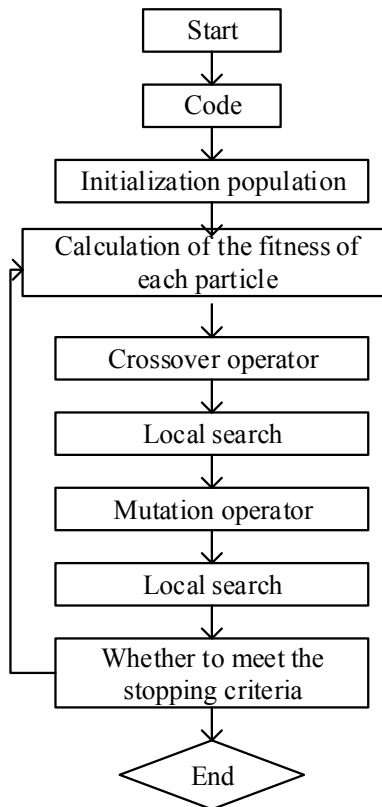 Start
Code
Initialization population
Calculation of the fitness of
each particle
Crossover operator
Local search
Mutation operator
Local search
Whether to meet the
stopping criteria
End